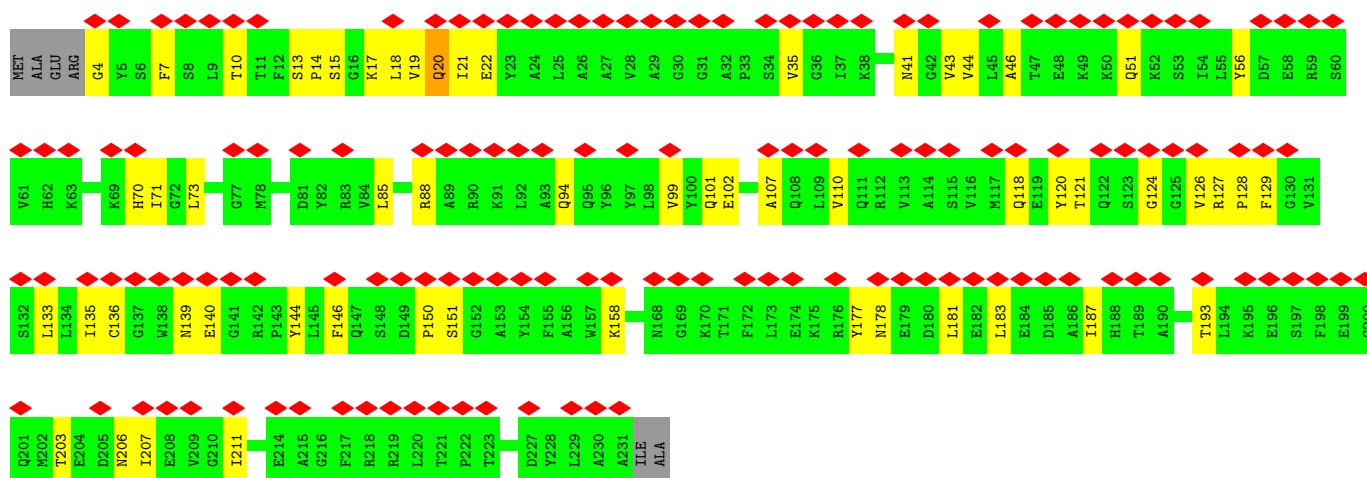 MET ALA GLU ARG G4 Y5 S6 F7 S8 L9 T10 T11 F12 S13 P14 S15 G16 K17 L18 V19 Q20 I21 E22 Y23 A24 L25 A26 A27 V28 A29 G30 G31 A32 P33 S34 V35 G36 I37 K38 N41 G42 V43 V44 L45 A46 T47 E48 K49 K50 Q51 K52 S53 I54 L55 Y56 D57 E58 R59 S60
V61 H62 K63 K69 H70 I71 G72 L73 G77 M78 D81 Y82 R83 V84 L85 R88 A89 R90 K91 L92 A93 Q94 Q95 Y96 Y97 L98 Y99 Y100 Q101 E102 A107 Q108 L109 V110 Q111 R112 V113 A114 S115 V116 M117 Q118 E119 Y120 T121 Q122 S123 G124 G125 V126 R127 P128 F129 G130 V131
S132 L133 L134 I135 C136 G137 W138 N139 E140 G141 R142 P143 Y144 L145 F146 Q147 S148 D149 P150 S151 G152 A153 Y154 F155 A156 W157 K158 N168 G169 K170 T171 F172 L173 E174 K175 R176 Y177 N178 E179 D180 L181 E182 L183 E184 D185 A186 I187 H188 T189 A190 T193 L194 K195 E196 S197 F198 E199
Q201 M202 T203 E204 D205 N206 I207 E208 V209 G210 I211 E214 A215 G216 F217 R218 R219 L220 T221 P222 T223 D227 Y228 L229 A230 A231 ILE ALA